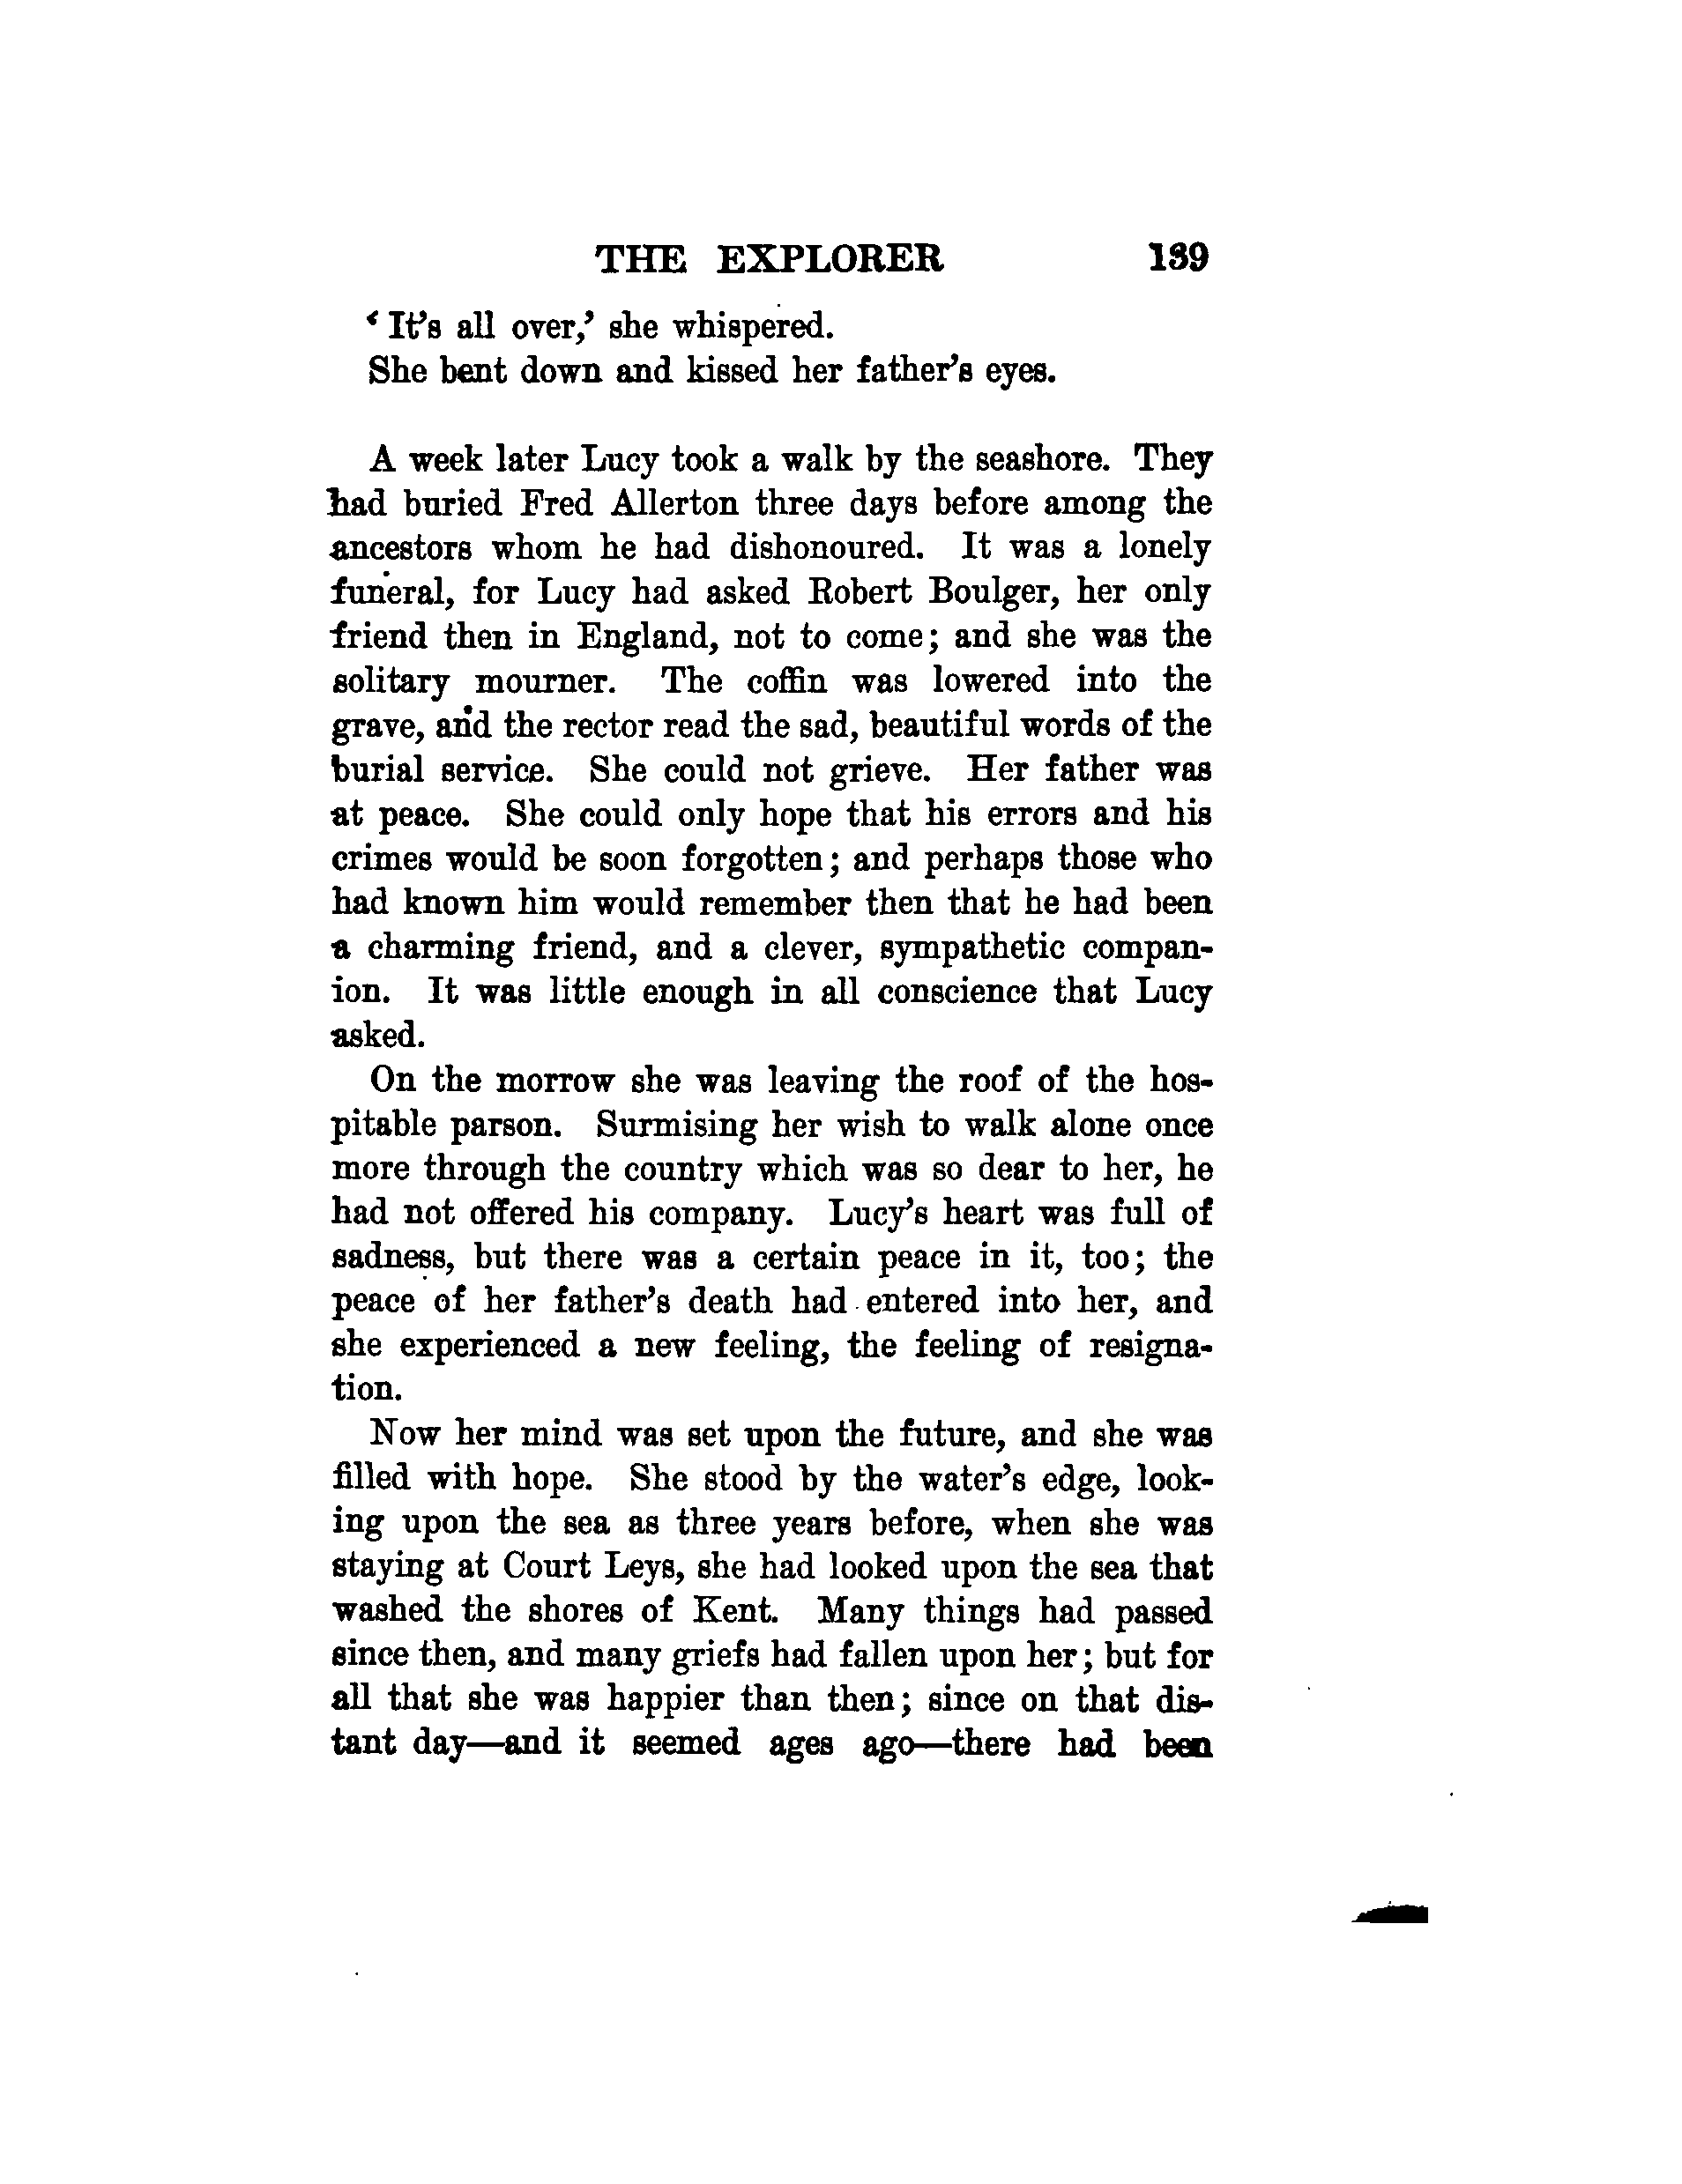 THE EXPLORER 139
‘It's all over,’ she whispered.
She bent down and kissed her father's eyes.
A week later Lucy took a walk by the seashore. They
had buried Fred Allerton three days before among the
ancestors whom he had dishonoured. It was a lonely
funeral, for Lucy had asked Robert Boulger, her only
friend then in England, not to come; and she was the
solitary mourner. The coffin was lowered into the
grave, and the rector read the sad, beautiful words of the
burial service. She could not grieve. Her father was
at peace. She could only hope that his errors and his
crimes would be soon forgotten; and perhaps those who
had known him would remember then that he had been
a charming friend, and a clever, sympathetic compan-
ion. It was little enough in all conscience that Lucy
asked.
On the morrow she was leaving the roof of the hos-
pitable parson. Surmising her wish to walk alone once
more through the country which was so dear to her, he
had not offered his company. Lucy's heart was full of
sadness, but there was a certain peace in it, too; the
peace of her father's death had entered into her, and
she experienced a new feeling, the feeling of resigna-
tion.
Now her mind was set upon the future, and she was
filled with hope. She stood by the water's edge, look-
ing upon the sea as three years before, when she was
staying at Court Leys, she had looked upon the sea that
washed the shores of Kent. Many things had passed
since then, and many griefs had fallen upon her; but for
all that she was happier than then; since on that dis-
tant day—and it seemed ages ago—there had been